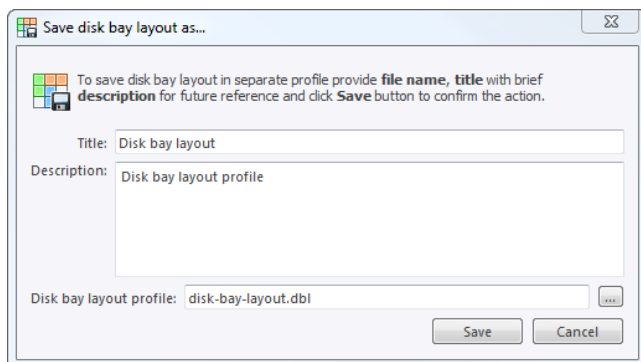 Save disk bay layout as...
To save disk bay layout in separate profile provide file name, title with brief
description for future reference and click Save button to confirm the action.
Title: Disk bay layout
Description: Disk bay layout profile
Disk bay layout profile: disk-bay-layout.dbl ...
Save Cancel